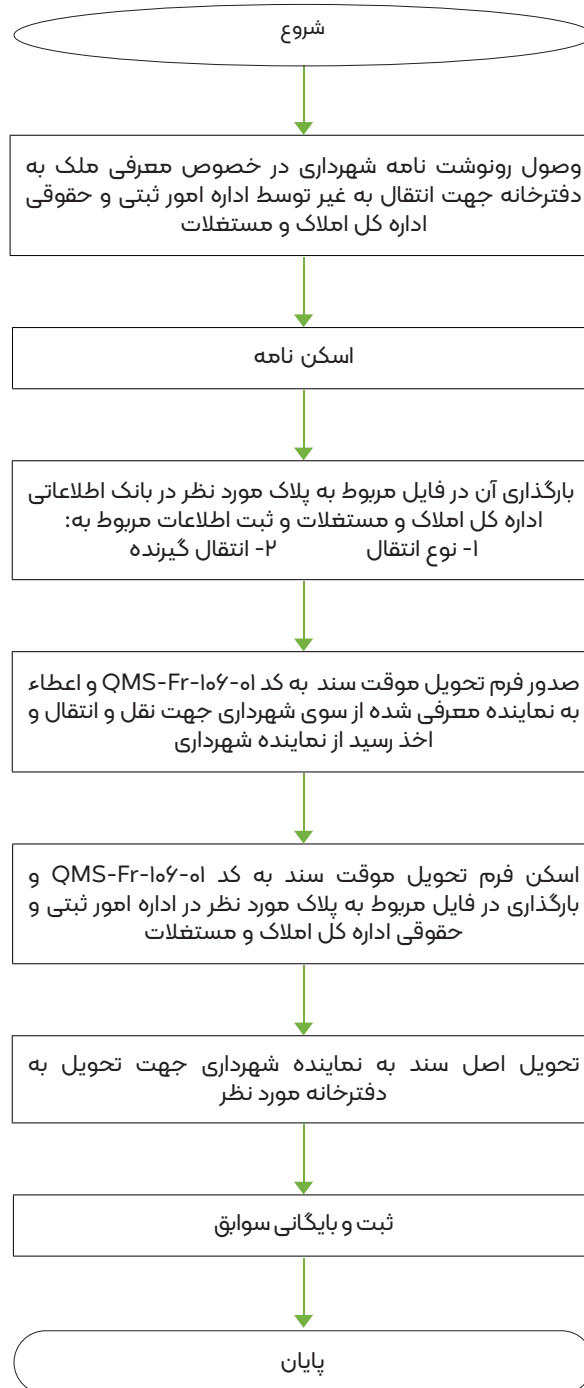 شروع
وصول رونوشت نامه شهرداری در خصوص معرفی ملک به
دفترخانه جهت انتقال به غیر توسط اداره امور ثبتی و حقوقی
اداره کل املاک و مستغلات
اسکن نامه
بارگذاری آن در فایل مربوط به پلاک مورد نظر در بانک اطلاعاتی
اداره کل املاک و مستغلات و ثبت اطلاعات مربوط به:
۱- نوع انتقال ۲- انتقال گیرنده
صدور فرم تحویل موقت سند به کد QMS-Fr-۱۰۶-۰۱ و اعطاء
به نماینده معرفی شده از سوی شهرداری جهت نقل و انتقال و
اخذ رسید از نماینده شهرداری
اسکن فرم تحویل موقت سند به کد QMS-Fr-۱۰۶-۰۱ و
بارگذاری در فایل مربوط به پلاک مورد نظر در اداره امور ثبتی و
حقوقی اداره کل املاک و مستغلات
تحویل اصل سند به نماینده شهرداری جهت تحویل به
دفترخانه مورد نظر
ثبت و بایگانی سوابق
پایان